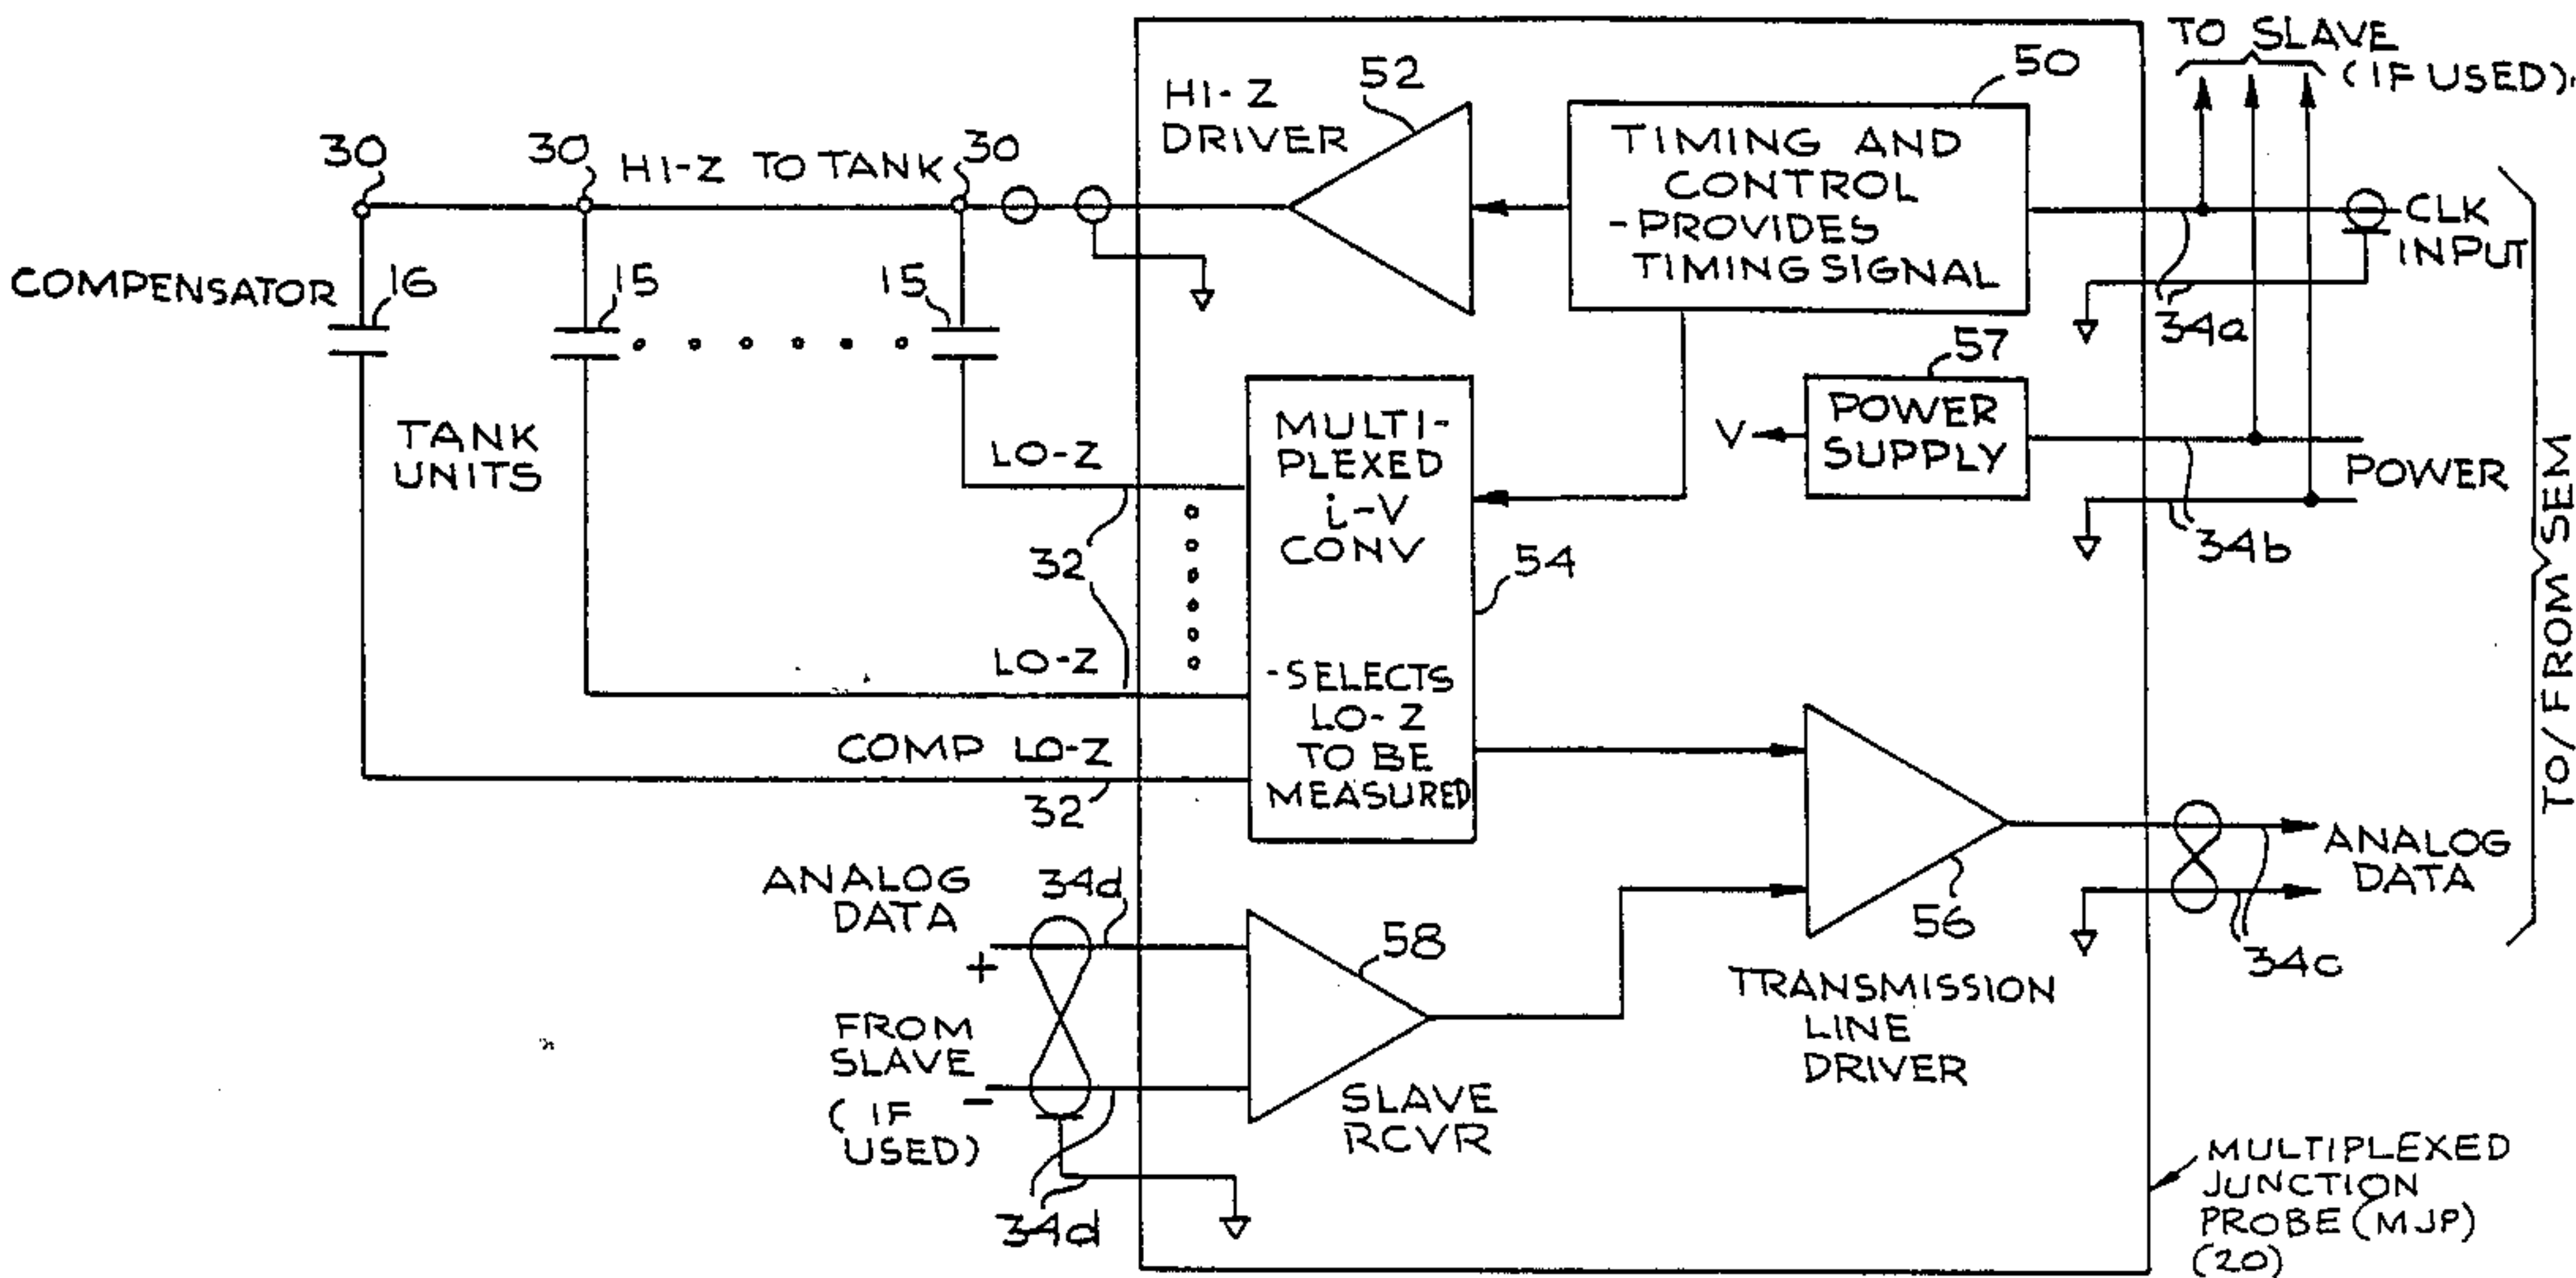 TO SLAVE
(IF USED)
52
50
HI-Z
DRIVER
TIMING AND
CONTROL
-PROVIDES
TIMING SIGNAL
30
30
HI-Z TO TANK
30
CLK
INPUT
COMPENSATOR
16
15
15
34a
57
POWER
SUPPLY
V
POWER
34b
TANK
UNITS
LO-Z
MULTI-
PLEXED
i-V
CONV
32
54
LO-Z
-SELECTS
LO-Z
TO BE
MEASURED
COMP LO-Z
32
TO/FROM SEM
ANALOG
DATA
34c
56
TRANSMISSION
LINE
DRIVER
ANALOG
DATA
34d
+
58
FROM
SLAVE
-
(IF
USED)
SLAVE
RCVR
34d
MULTIPLEXED
JUNCTION
PROBE (MJP)
(20)